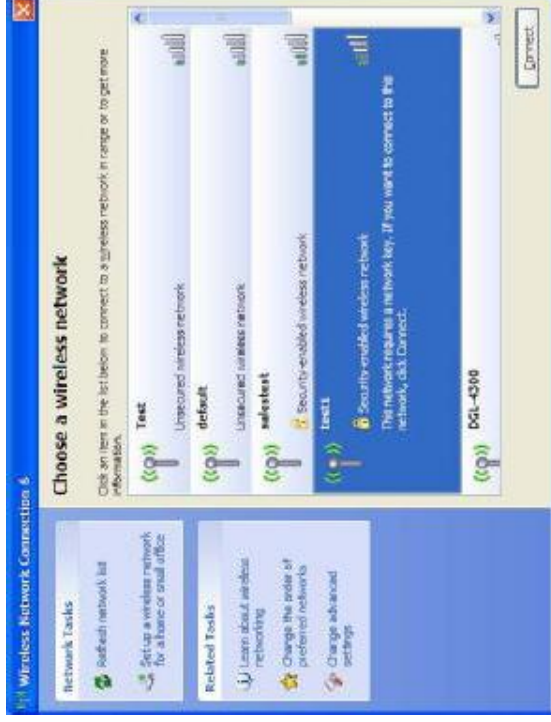 Wireless Network Connection 6
Network Tasks
Refresh network list
Set up a wireless network
for a home or small office
Related Tasks
Learn about wireless
networking
Change the order of
preferred networks
Change advanced
settings
Choose a wireless network
Click an item in the list below to connect to a wireless network in range or to get more
information.
Test
Unsecured wireless network
default
Unsecured wireless network
salestest
Security-enabled wireless network
test1
Security-enabled wireless network
This network requires a network key. If you want to connect to this
network, click Connect.
DGL-4300
Connect